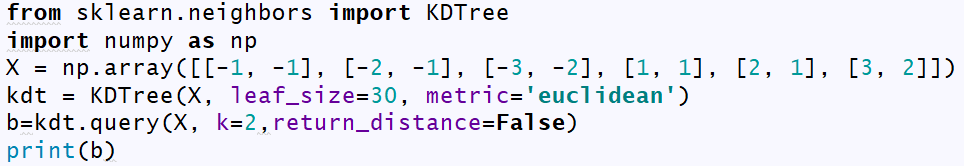 from sklearn.neighbors import KDTree
import numpy as np
X = np.array([[-1, -1], [-2, -1], [-3, -2], [1, 1], [2, 1], [3, 2]])
kdt = KDTree(X, leaf_size=30, metric='euclidean')
b=kdt.query(X, k=2,return_distance=False)
print(b)